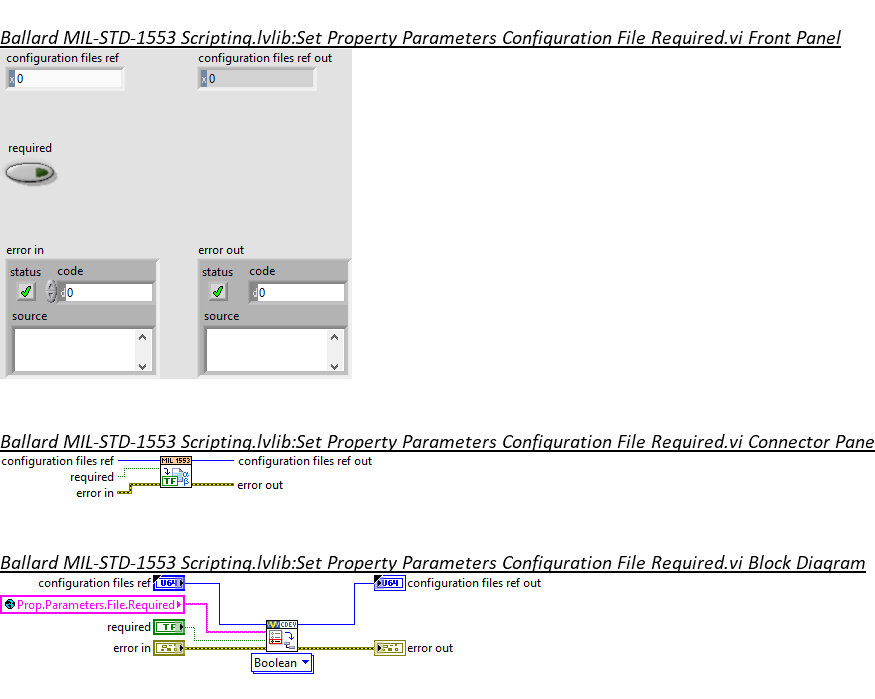 Ballard MIL-STD-1553 Scripting.lvlib:Set Property Parameters Configuration File Required.vi Front Panel
configuration files ref configuration files ref out
x 0 x 0
required
error in error out
status code status code
d 0 d 0
source source
Ballard MIL-STD-1553 Scripting.lvlib:Set Property Parameters Configuration File Required.vi Connector Pane
configuration files ref MIL 1553 configuration files ref out
required TF α β
error in error out
Ballard MIL-STD-1553 Scripting.lvlib:Set Property Parameters Configuration File Required.vi Block Diagram
configuration files ref U64 U64 configuration files ref out
Prop.Parameters.File.Required
required TF CDEV
error in error out
Boolean